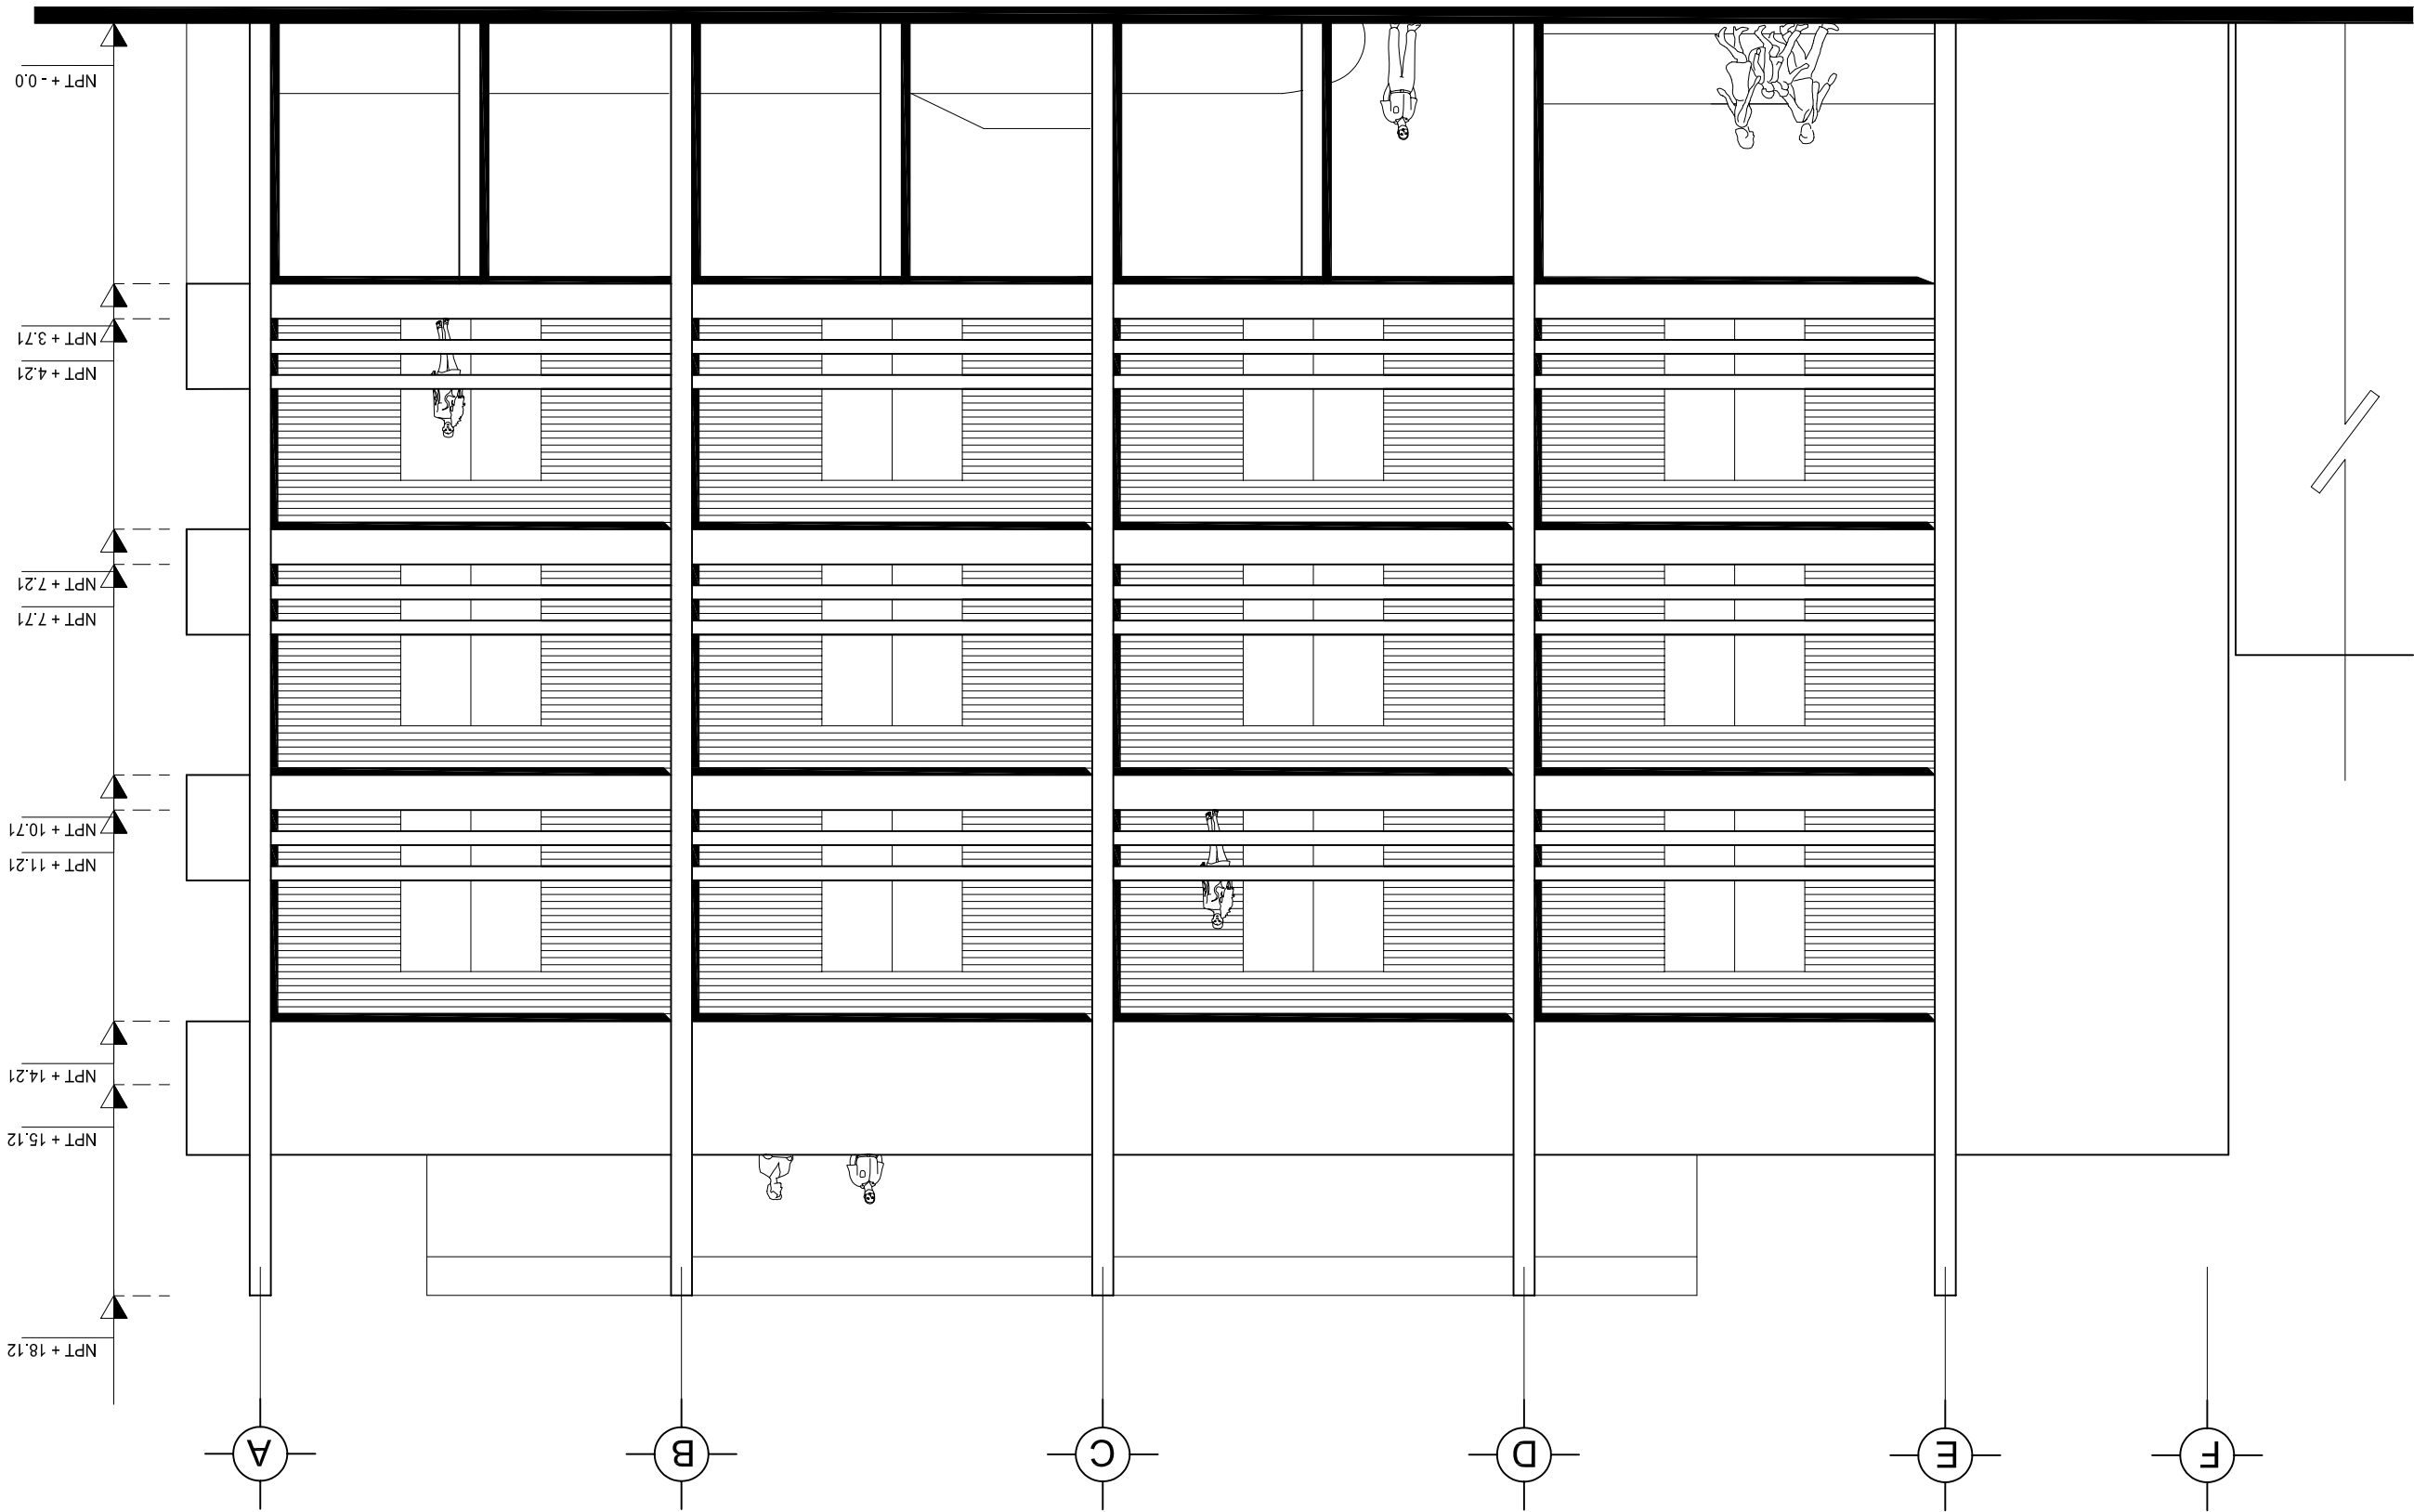 F E D C B A
NPT + 18.12
NPT + 15.12
NPT + 14.21
NPT + 11.21
NPT + 10.71
NPT + 7.71
NPT + 7.21
NPT + 4.21
NPT + 3.71
NPT + - 0.0